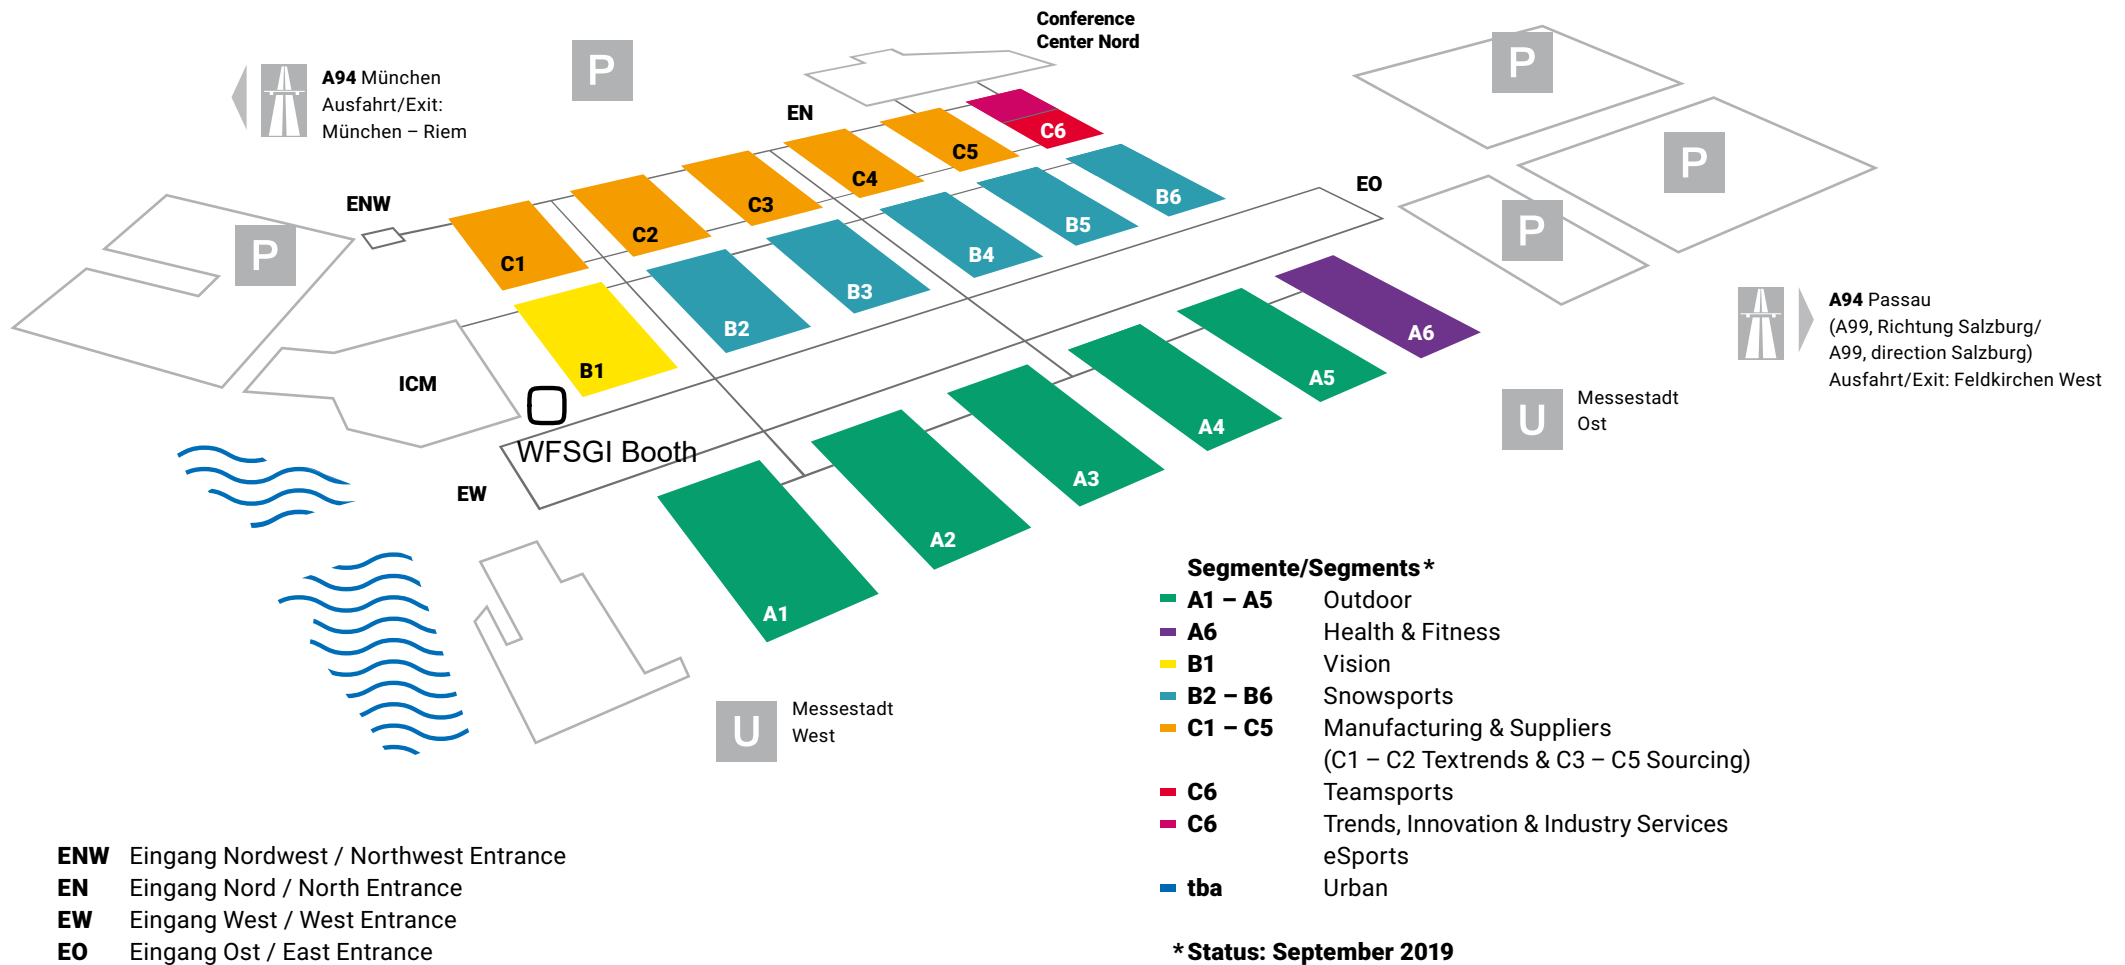 Conference
Center Nord
A94 München
Ausfahrt/Exit:
München – Riem
P
P
P
P
P
EN
ENW
EO
C6
C5
C4
C3
C2
C1
B6
B5
B4
B3
B2
B1
A6
A5
A4
A3
A2
A1
ICM
WFSGI Booth
EW
A94 Passau
(A99, Richtung Salzburg/
A99, direction Salzburg)
Ausfahrt/Exit: Feldkirchen West
U
Messestadt
Ost
U
Messestadt
West
Segmente/Segments*
A1 – A5 Outdoor
A6 Health & Fitness
B1 Vision
B2 – B6 Snowsports
C1 – C5 Manufacturing & Suppliers
(C1 – C2 Textrends & C3 – C5 Sourcing)
C6 Teamsports
C6 Trends, Innovation & Industry Services
eSports
tba Urban
*Status: September 2019
ENW Eingang Nordwest / Northwest Entrance
EN Eingang Nord / North Entrance
EW Eingang West / West Entrance
EO Eingang Ost / East Entrance